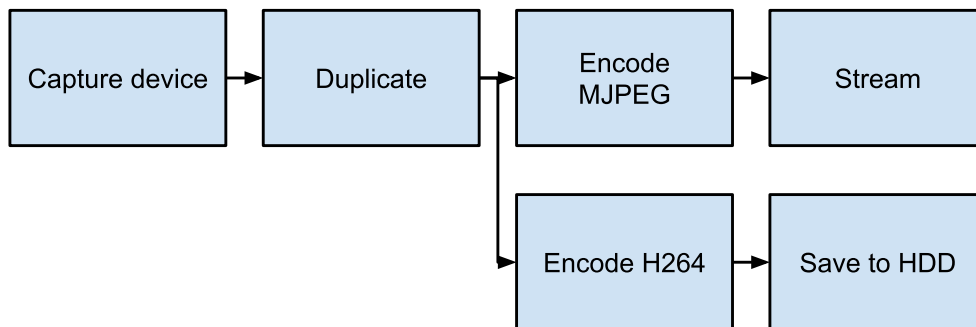 Capture device
Duplicate
Encode
MJPEG
Stream
Encode H264
Save to HDD